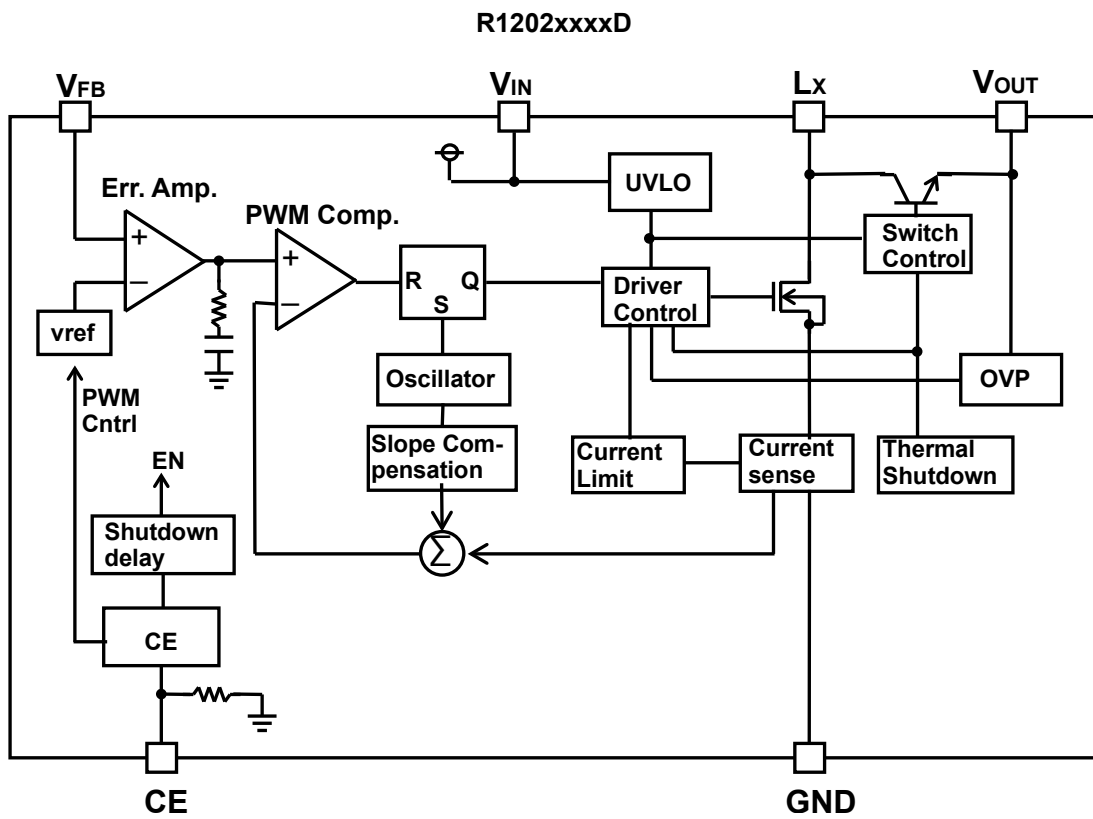 R1202xxxxD
VFB
VIN
LX
VOUT
Err. Amp.
PWM Comp.
UVLO
Switch
Control
+
−
+
−
R
Q
S
Driver
Control
vref
Oscillator
OVP
PWM
Cntrl
Slope Com-
pensation
Current
Limit
Current
sense
Thermal
Shutdown
EN
Shutdown
delay
Σ
CE
CE
GND